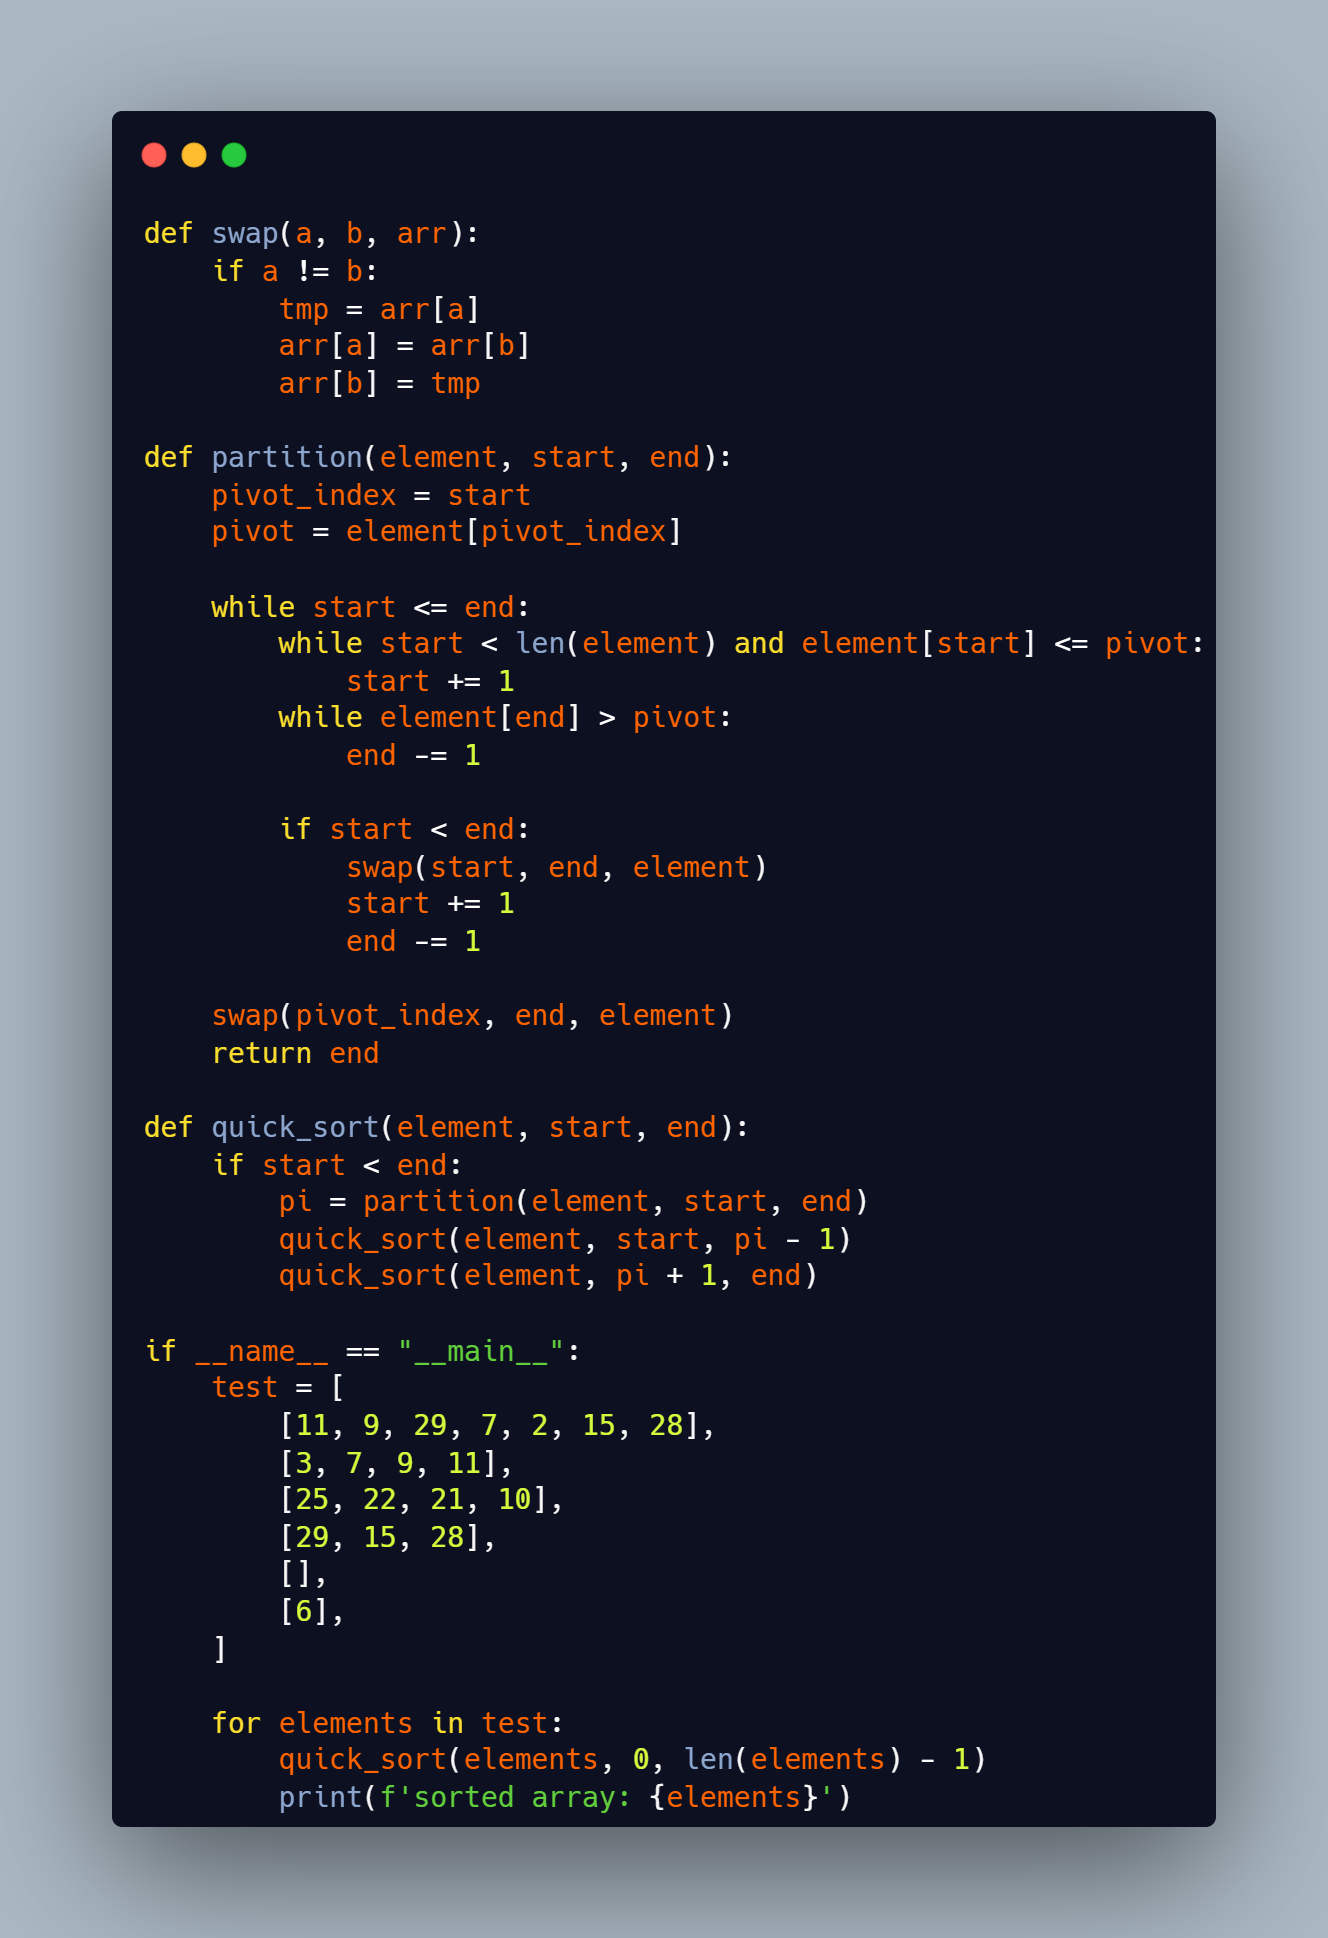 def swap(a, b, arr):
    if a != b:
        tmp = arr[a]
        arr[a] = arr[b]
        arr[b] = tmp

def partition(element, start, end):
    pivot_index = start
    pivot = element[pivot_index]

    while start <= end:
        while start < len(element) and element[start] <= pivot:
            start += 1
        while element[end] > pivot:
            end -= 1

        if start < end:
            swap(start, end, element)
            start += 1
            end -= 1

    swap(pivot_index, end, element)
    return end

def quick_sort(element, start, end):
    if start < end:
        pi = partition(element, start, end)
        quick_sort(element, start, pi - 1)
        quick_sort(element, pi + 1, end)

if __name__ == "__main__":
    test = [
        [11, 9, 29, 7, 2, 15, 28],
        [3, 7, 9, 11],
        [25, 22, 21, 10],
        [29, 15, 28],
        [],
        [6],
    ]

    for elements in test:
        quick_sort(elements, 0, len(elements) - 1)
        print(f'sorted array: {elements}')